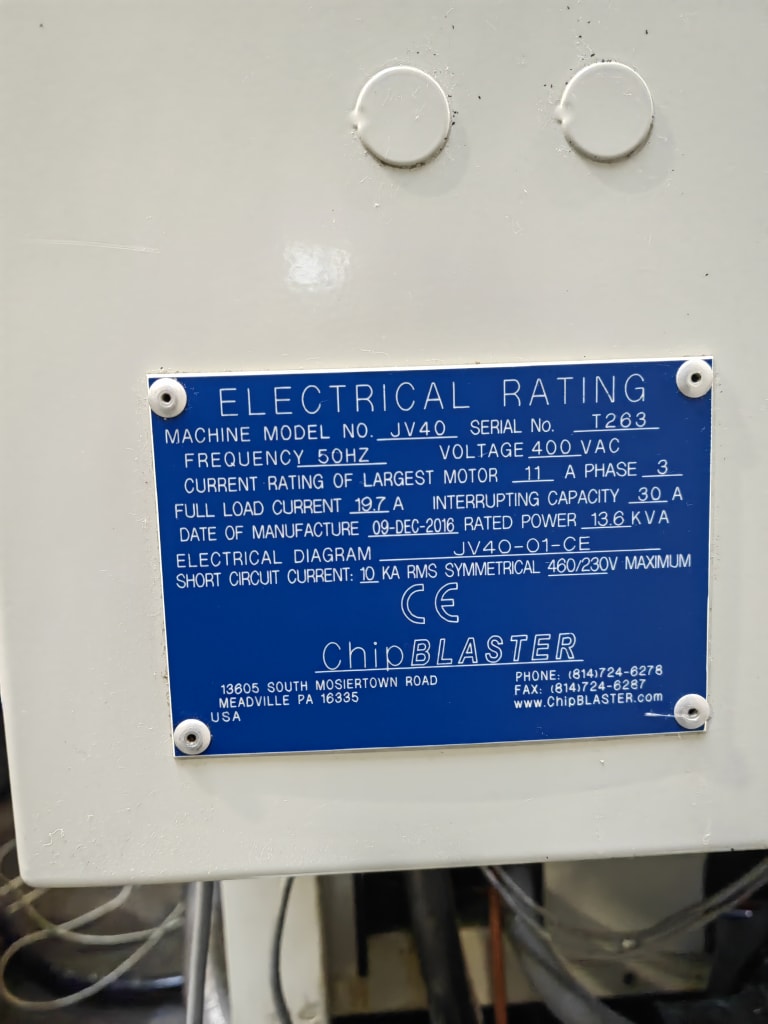 ELECTRICAL RATING
MACHINE MODEL NO. JV40 SERIAL No. T263
FREQUENCY 50HZ VOLTAGE 400 VAC
CURRENT RATING OF LARGEST MOTOR 11 A PHASE 3
FULL LOAD CURRENT 19.7 A INTERRUPTING CAPACITY 30 A
DATE OF MANUFACTURE 09-DEC-2016 RATED POWER 13.6 KVA
ELECTRICAL DIAGRAM JV40-01-CE
SHORT CIRCUIT CURRENT: 10 KA RMS SYMMETRICAL 460/230V MAXIMUM
CE
ChipBLASTER
13605 SOUTH MOSIERTOWN ROAD
MEADVILLE PA 16335
USA
PHONE: (814)724-6278
FAX: (814)724-6287
www.ChipBLASTER.com